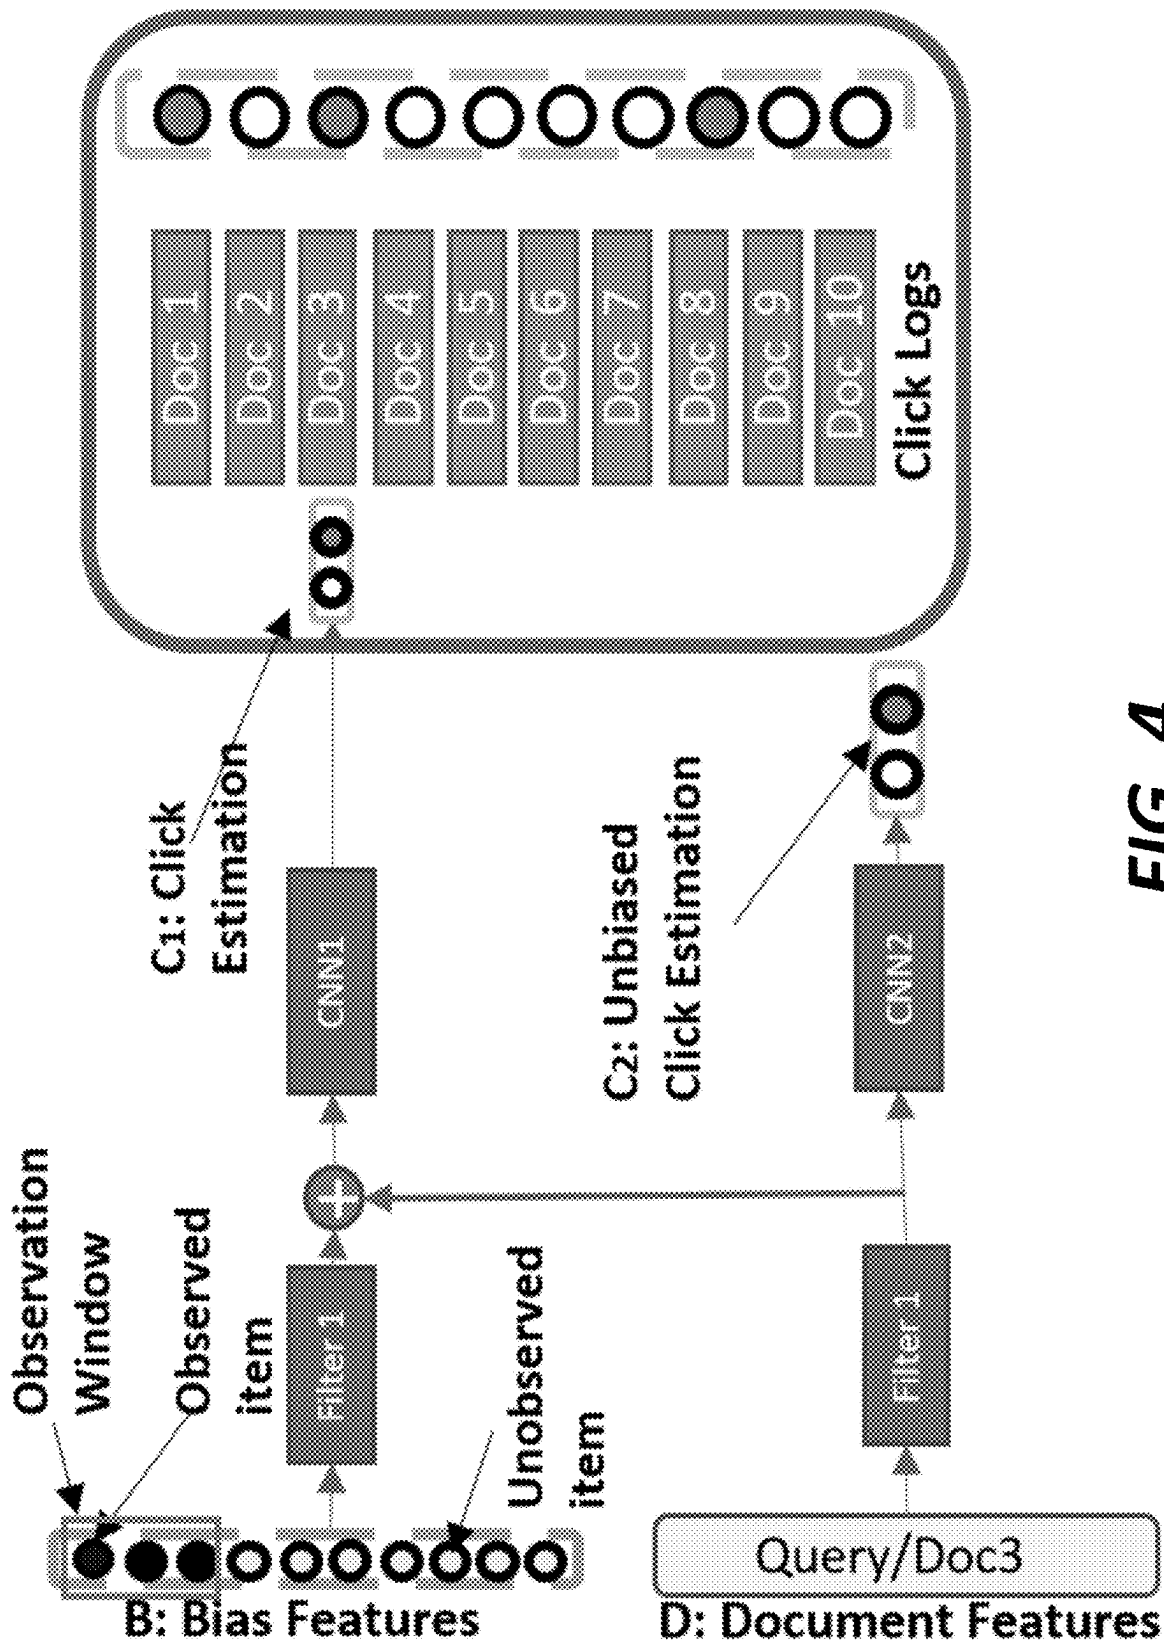 Observation
Window
Observed
item
Unobserved
item
B: Bias Features
Filter 1
+
CNN1
C1: Click
Estimation
Query/Doc3
D: Document Features
Filter 1
CNN2
C2: Unbiased
Click Estimation
Doc 1
Doc 2
Doc 3
Doc 4
Doc 5
Doc 6
Doc 7
Doc 8
Doc 9
Doc 10
Click Logs
FIG. 4